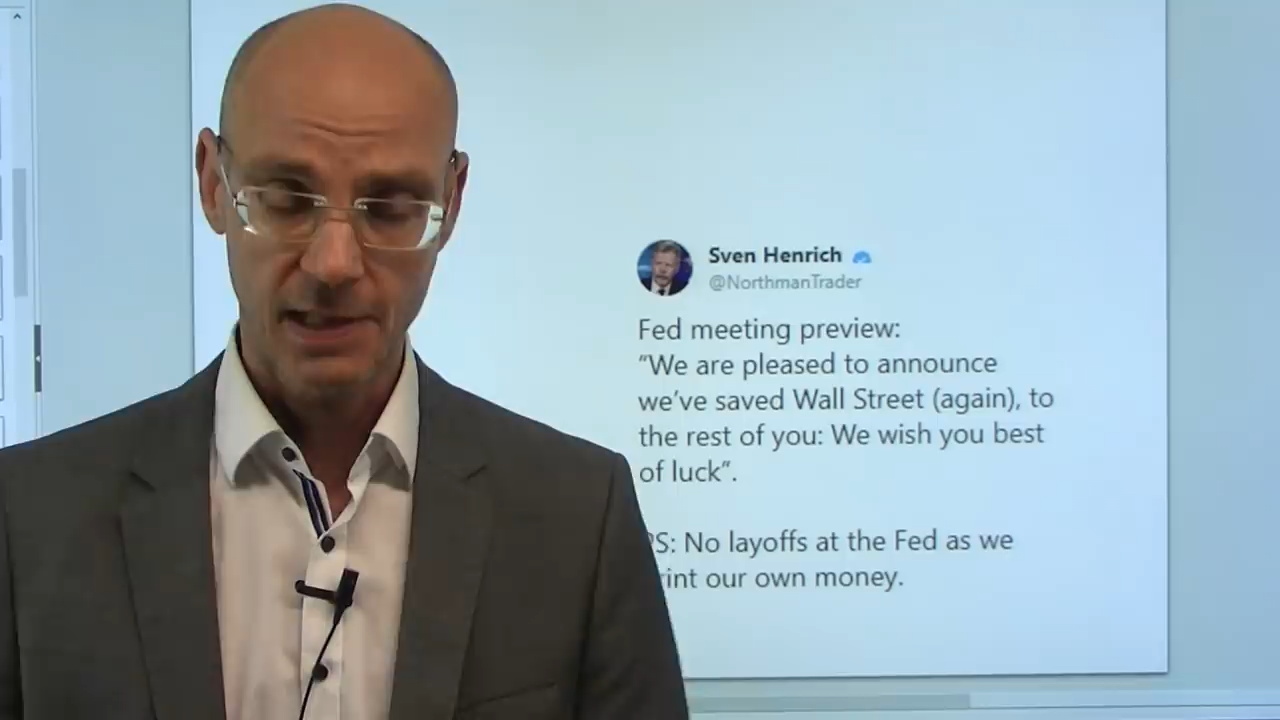 Sven Henrich
@NorthmanTrader
Fed meeting preview:
“We are pleased to announce
we’ve saved Wall Street (again), to
the rest of you: We wish you best
of luck”.
PS: No layoffs at the Fed as we
print our own money.